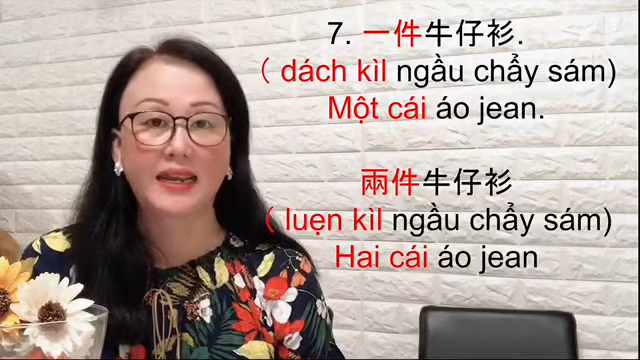 7. 一件牛仔衫.
( dách kìl ngầu chẩy sám)
Một cái áo jean.
兩件牛仔衫
( luẹn kìl ngầu chẩy sám)
Hai cái áo jean